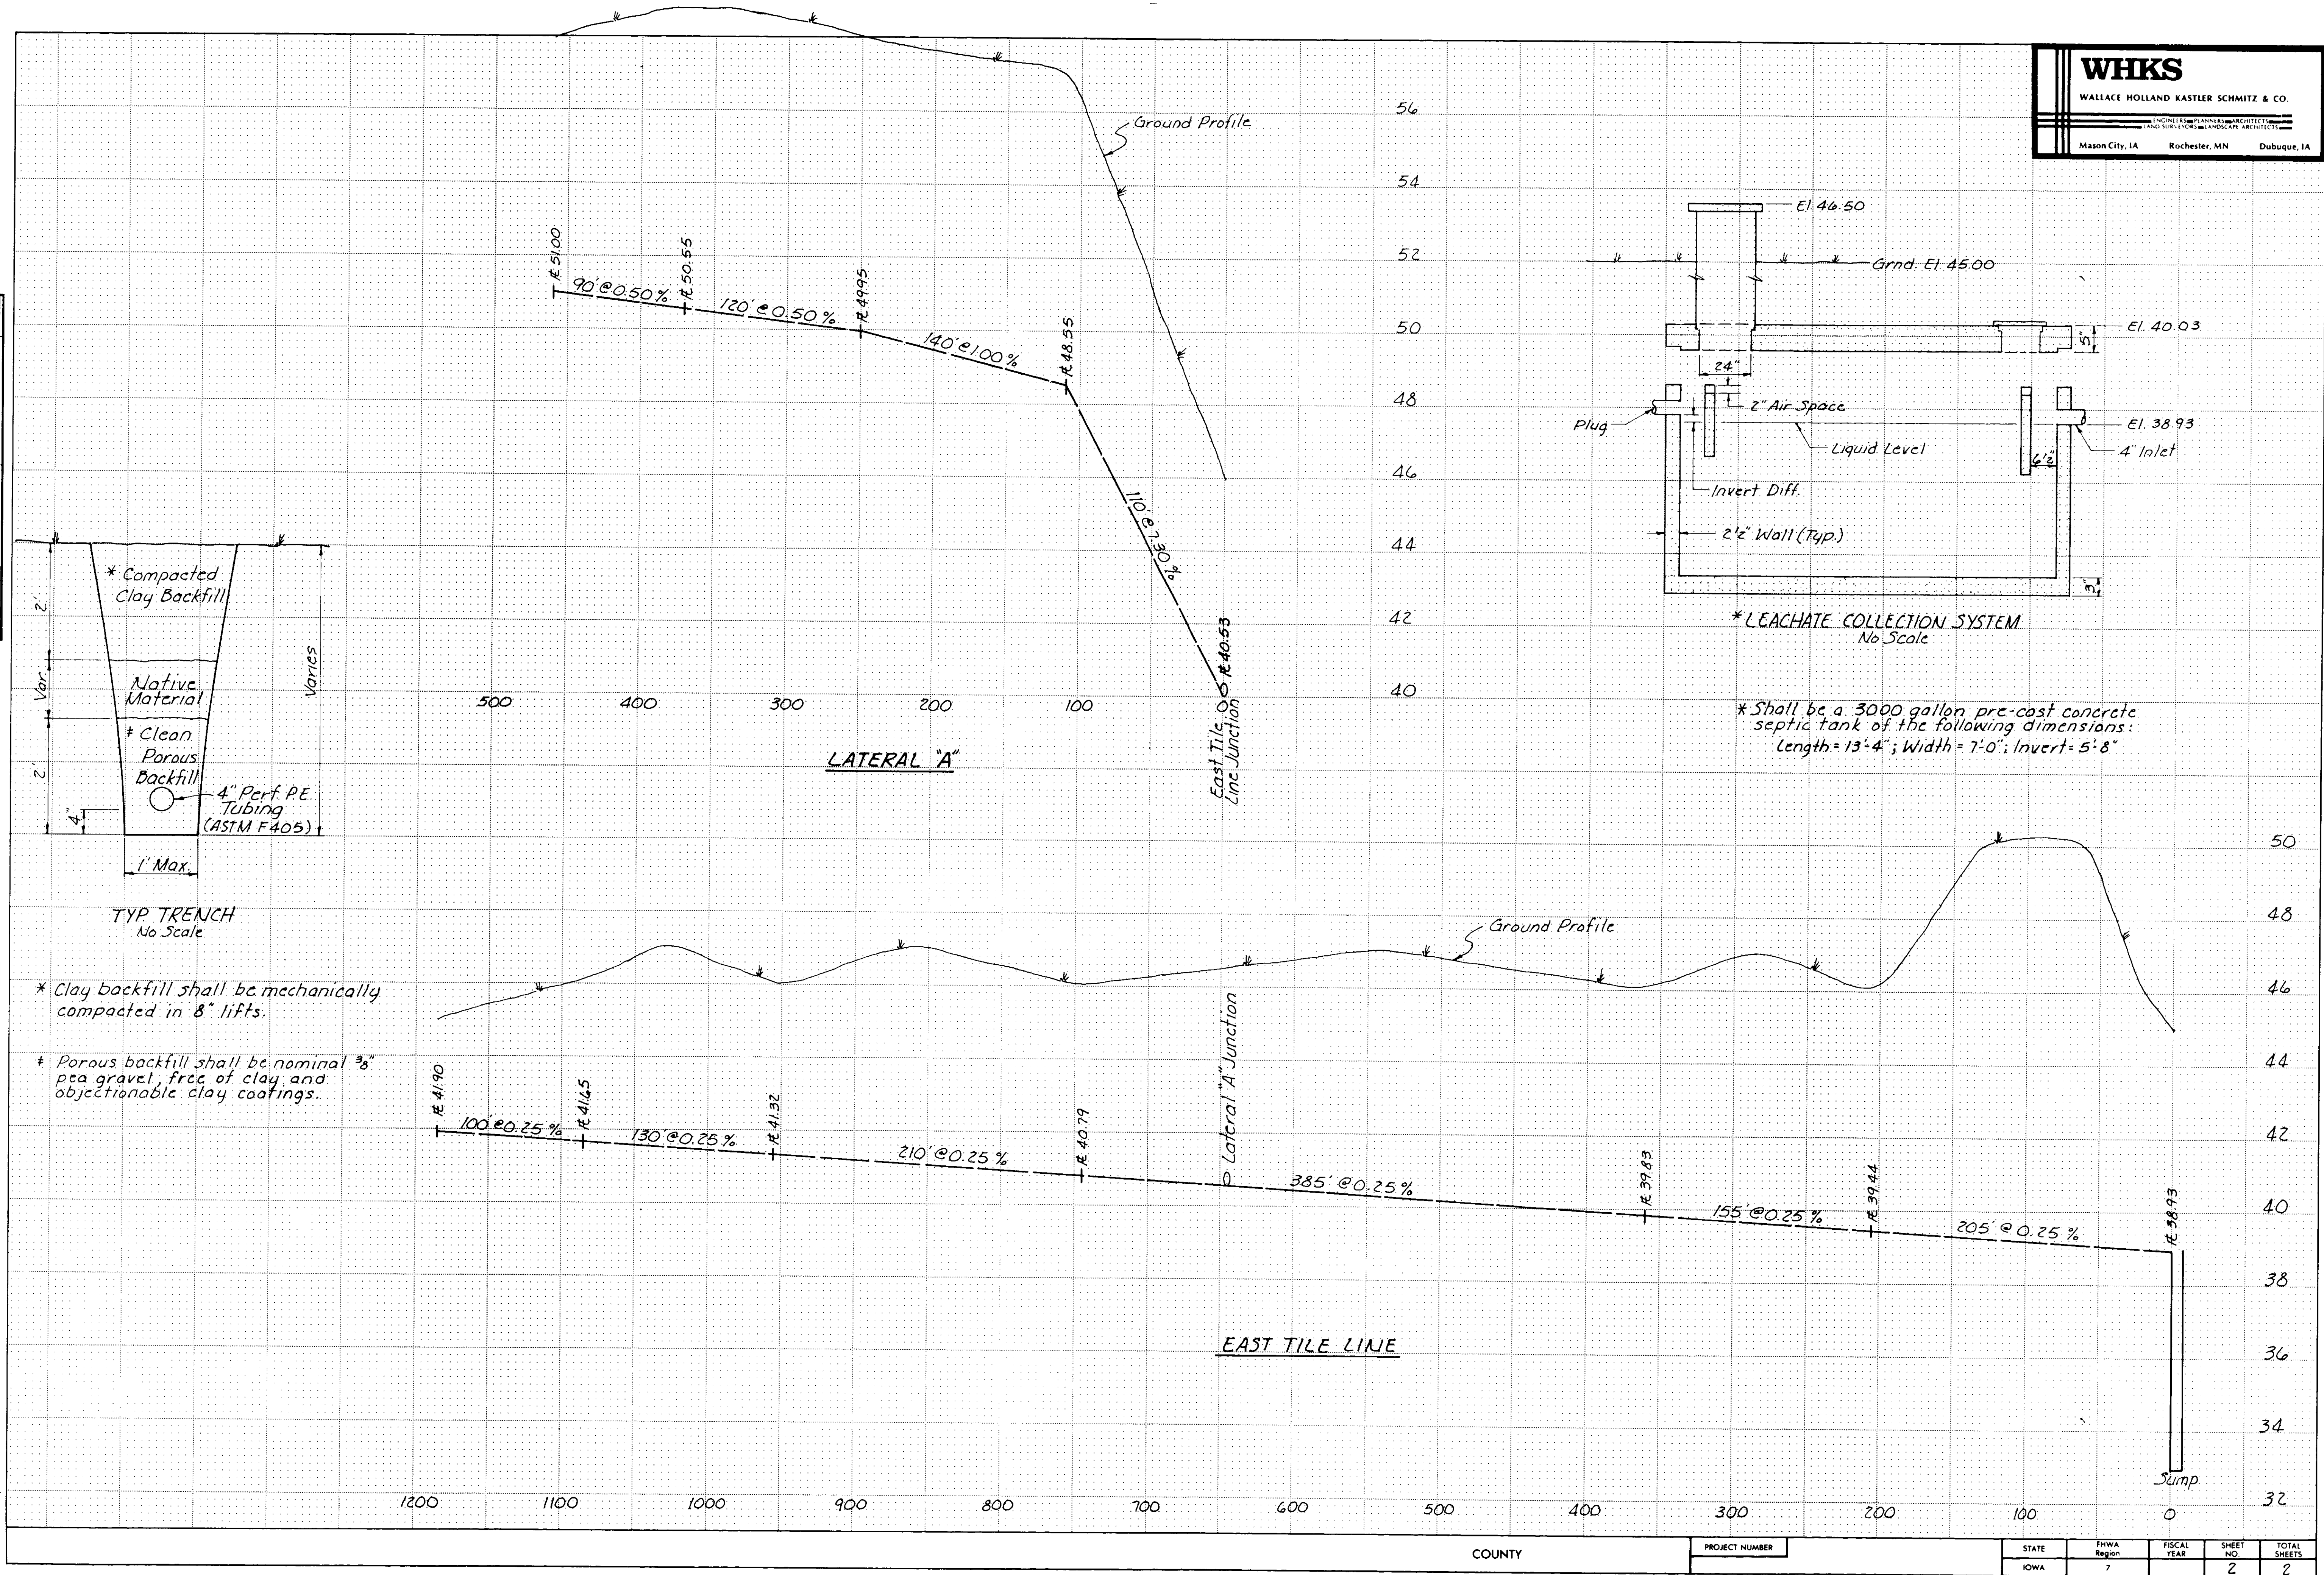 WHKS
WALLACE HOLLAND KASTLER SCHMITZ & CO.
ENGINEERS PLANNERS ARCHITECTS
LAND SURVEYORS LANDSCAPE ARCHITECTS
Mason City, IA Rochester, MN Dubuque, IA
Ground Profile
56
54
52
50
48
46
44
42
40
℄ 51.00
90' @ 0.50 %
℄ 50.55
120' @ 0.50 %
℄ 49.95
140' @ 1.00 %
℄ 48.55
110' @ 7.30 %
℄ 40.53
500
400
300
200
100
0
East Tile
Line Junction
LATERAL "A"
El. 46.50
Grnd. El. 45.00
El. 40.03
5"
24"
2" Air Space
Plug
El. 38.93
Liquid Level
4" Inlet
6½"
Invert Diff.
2½" Wall (Typ.)
3"
* LEACHATE COLLECTION SYSTEM
No Scale
* Shall be a 3000 gallon pre-cast concrete
septic tank of the following dimensions:
Length = 13'-4"; Width = 7'-0"; Invert = 5'-8"
* Compacted
Clay Backfill
2'
Var.
Varies
Native
Material
‡ Clean
Porous
Backfill
2'
4"
4" Perf. P.E.
Tubing
(ASTM F405)
1' Max.
TYP. TRENCH
No Scale
* Clay backfill shall be mechanically
compacted in 8" lifts.
‡ Porous backfill shall be nominal ⅜"
pea gravel, free of clay and
objectionable clay coatings.
Ground Profile
50
48
46
44
42
40
38
36
34
32
℄ 41.90
100' @ 0.25 %
℄ 41.65
130' @ 0.25 %
℄ 41.32
210' @ 0.25 %
℄ 40.79
Lateral "A" Junction
385' @ 0.25 %
℄ 39.83
155' @ 0.25 %
℄ 39.44
205' @ 0.25 %
℄ 38.93
EAST TILE LINE
Sump
1200
1100
1000
900
800
700
600
500
400
300
200
100
0
COUNTY
PROJECT NUMBER
STATE
IOWA
FHWA
Region
7
FISCAL
YEAR
SHEET
NO.
2
TOTAL
SHEETS
2